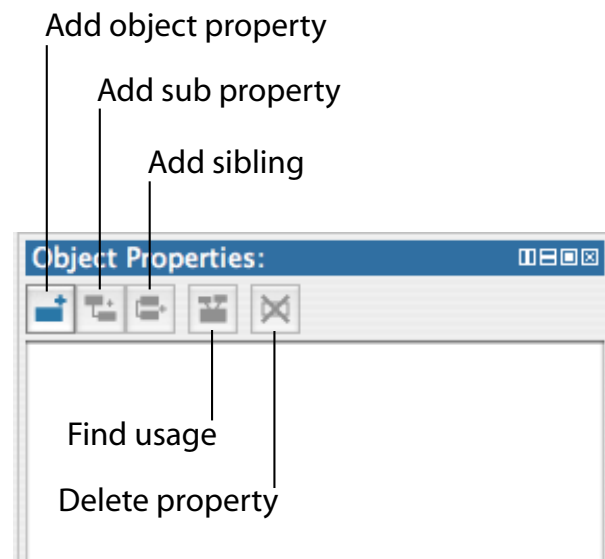 Add object property
Add sub property
Add sibling
Object Properties:
Find usage
Delete property